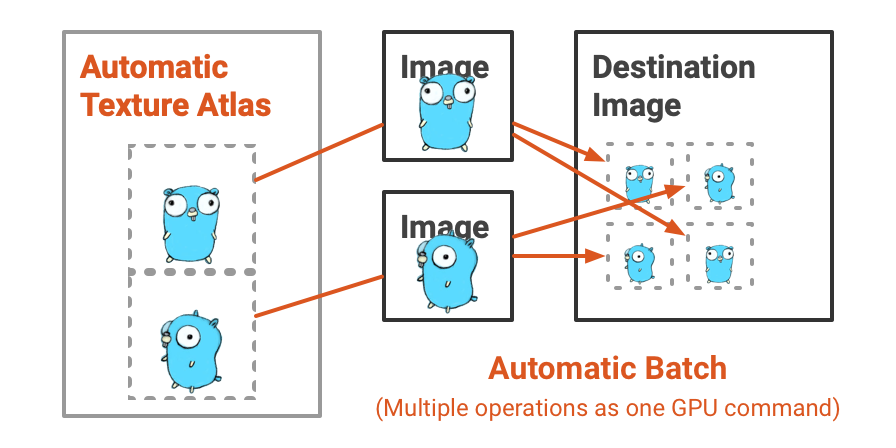 Automatic
Texture Atlas
Image
Image
Destination
Image
Automatic Batch
(Multiple operations as one GPU command)